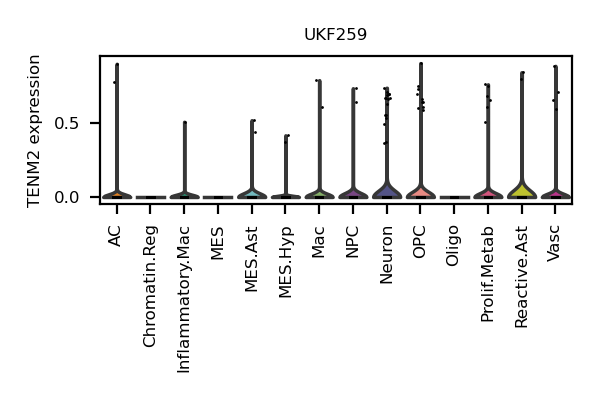 UKF259
TENM2 expression
0.5
0.0
AC
Chromatin.Reg
Inflammatory.Mac
MES
MES.Ast
MES.Hyp
Mac
NPC
Neuron
OPC
Oligo
Prolif.Metab
Reactive.Ast
Vasc